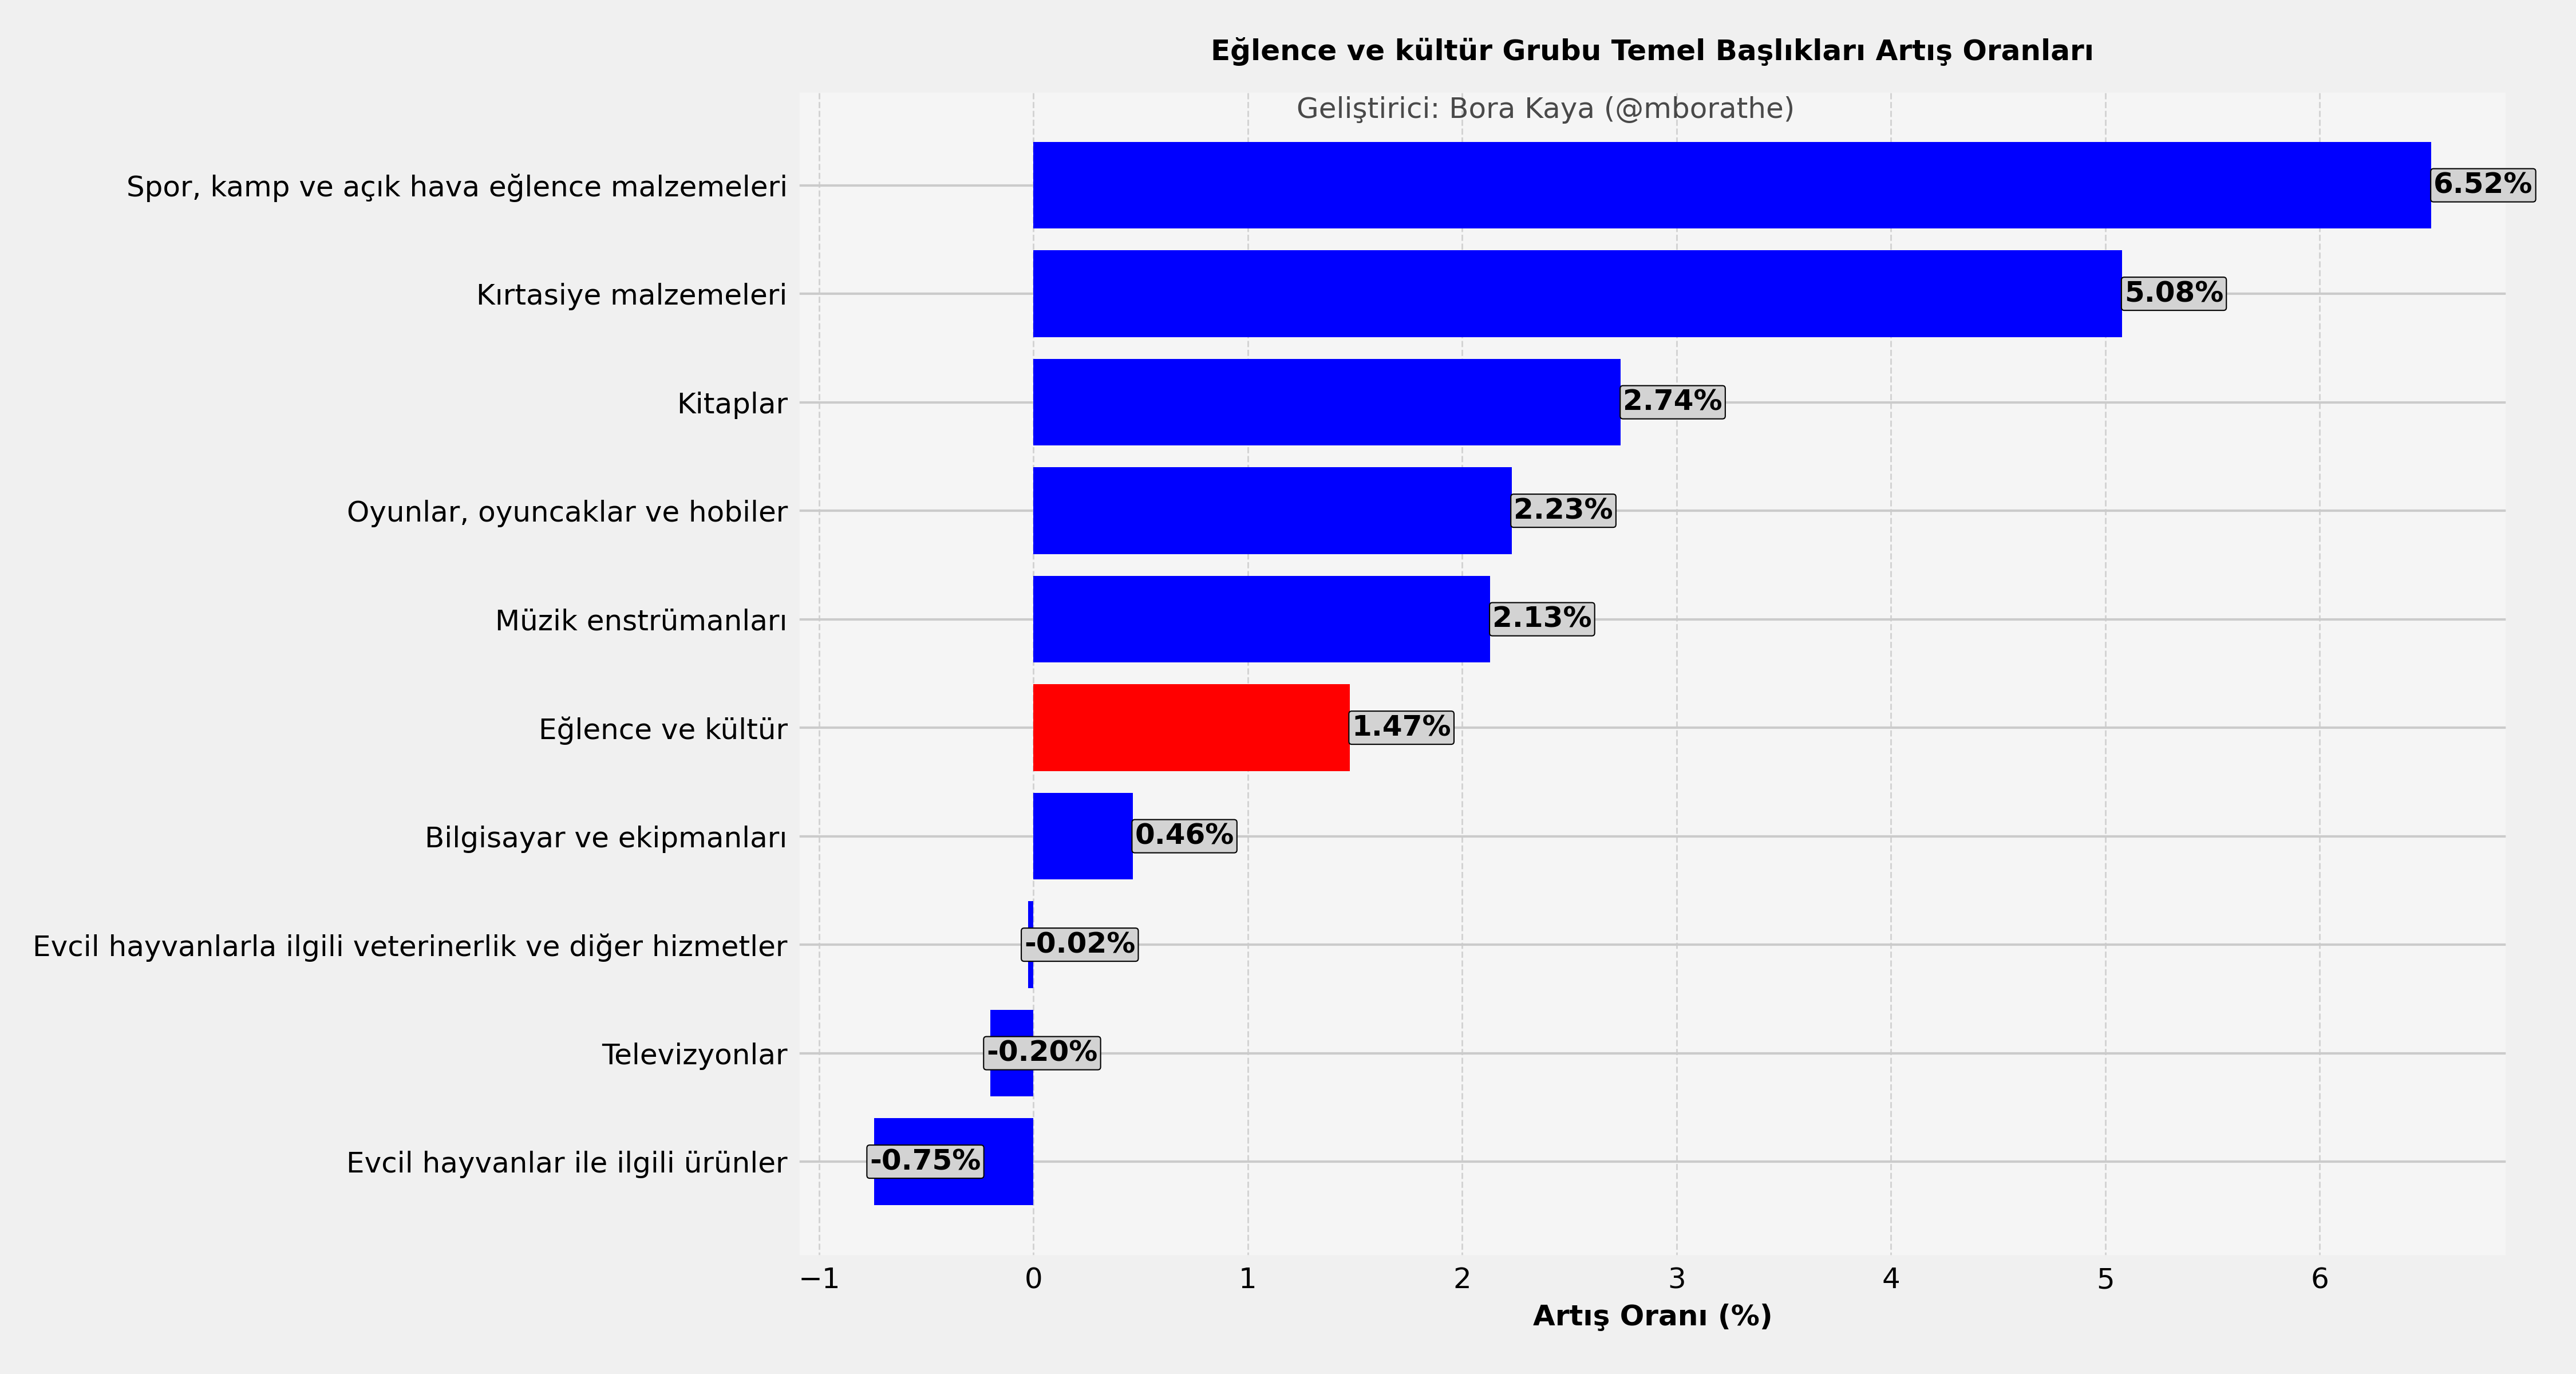 Eğlence ve kültür Grubu Temel Başlıkları Artış Oranları
Geliştirici: Bora Kaya (@mborathe)
Spor, kamp ve açık hava eğlence malzemeleri
6.52%
Kırtasiye malzemeleri
5.08%
Kitaplar
2.74%
Oyunlar, oyuncaklar ve hobiler
2.23%
Müzik enstrümanları
2.13%
Eğlence ve kültür
1.47%
Bilgisayar ve ekipmanları
0.46%
Evcil hayvanlarla ilgili veterinerlik ve diğer hizmetler
-0.02%
Televizyonlar
-0.20%
Evcil hayvanlar ile ilgili ürünler
-0.75%
−1 0 1 2 3 4 5 6
Artış Oranı (%)